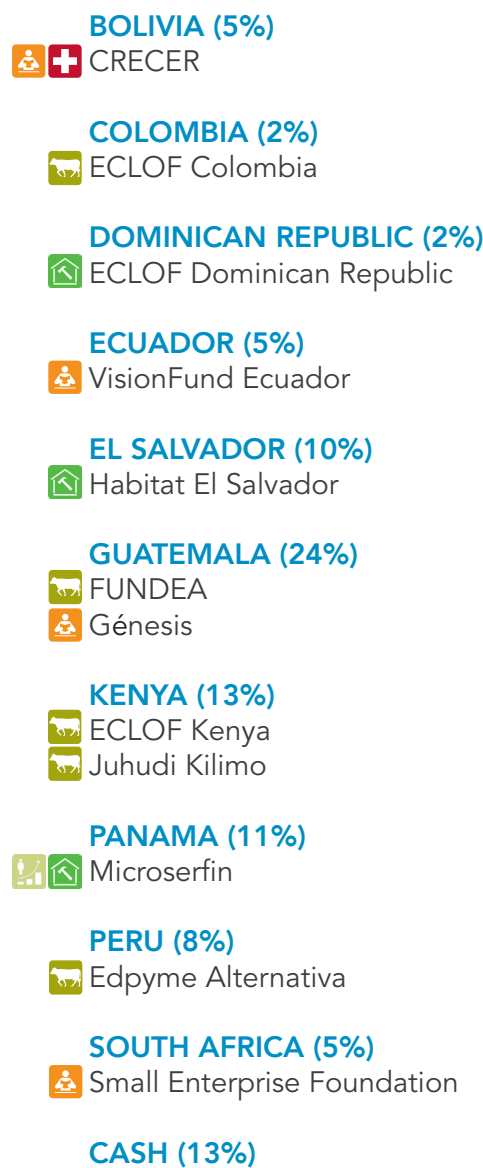 BOLIVIA (5%)
CRECER
COLOMBIA (2%)
ECLOF Colombia
DOMINICAN REPUBLIC (2%)
ECLOF Dominican Republic
ECUADOR (5%)
VisionFund Ecuador
EL SALVADOR (10%)
Habitat El Salvador
GUATEMALA (24%)
FUNDEA
Génesis
KENYA (13%)
ECLOF Kenya
Juhudi Kilimo
PANAMA (11%)
Microserfin
PERU (8%)
Edpyme Alternativa
SOUTH AFRICA (5%)
Small Enterprise Foundation
CASH (13%)